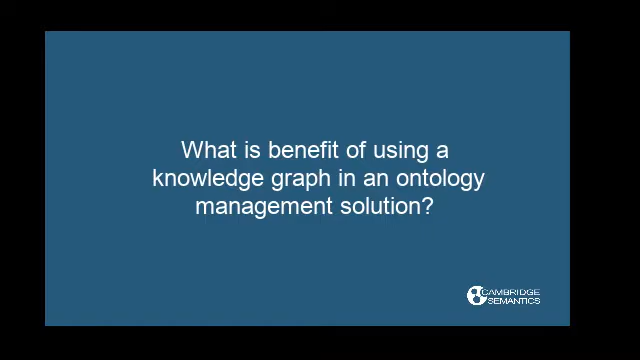 What is benefit of using a
knowledge graph in an ontology
management solution?
CAMBRIDGE
SEMANTICS